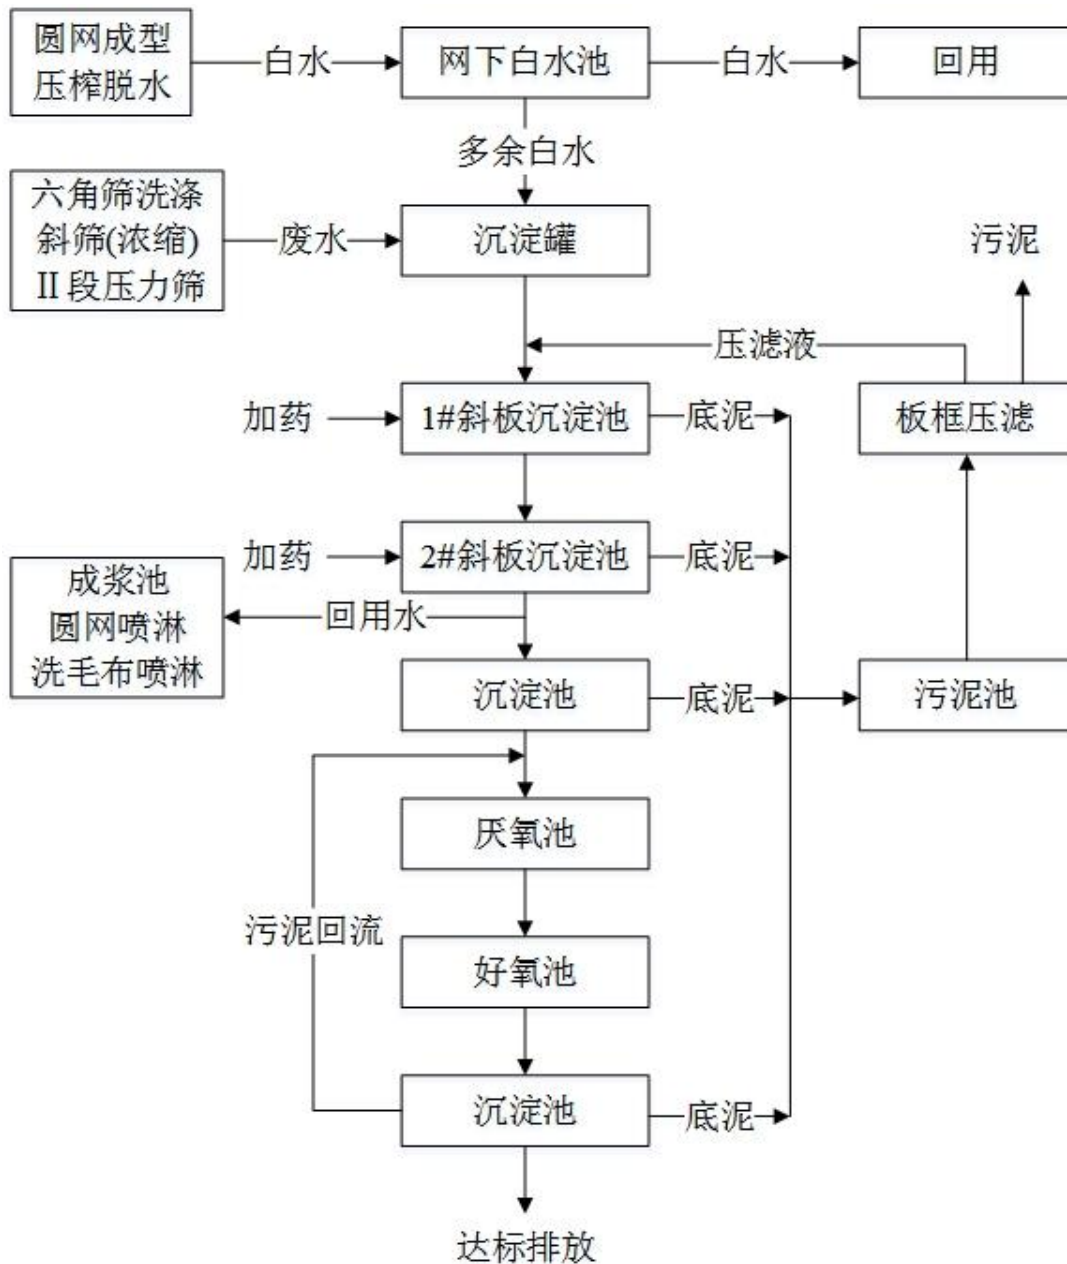 圆网成型
压榨脱水
白水
网下白水池
白水
回用
多余白水
六角筛洗涤
斜筛(浓缩)
II段压力筛
废水
沉淀罐
污泥
压滤液
加药
1#斜板沉淀池
底泥
板框压滤
加药
2#斜板沉淀池
底泥
成浆池
圆网喷淋
洗毛布喷淋
回用水
沉淀池
底泥
污泥池
厌氧池
污泥回流
好氧池
沉淀池
底泥
达标排放